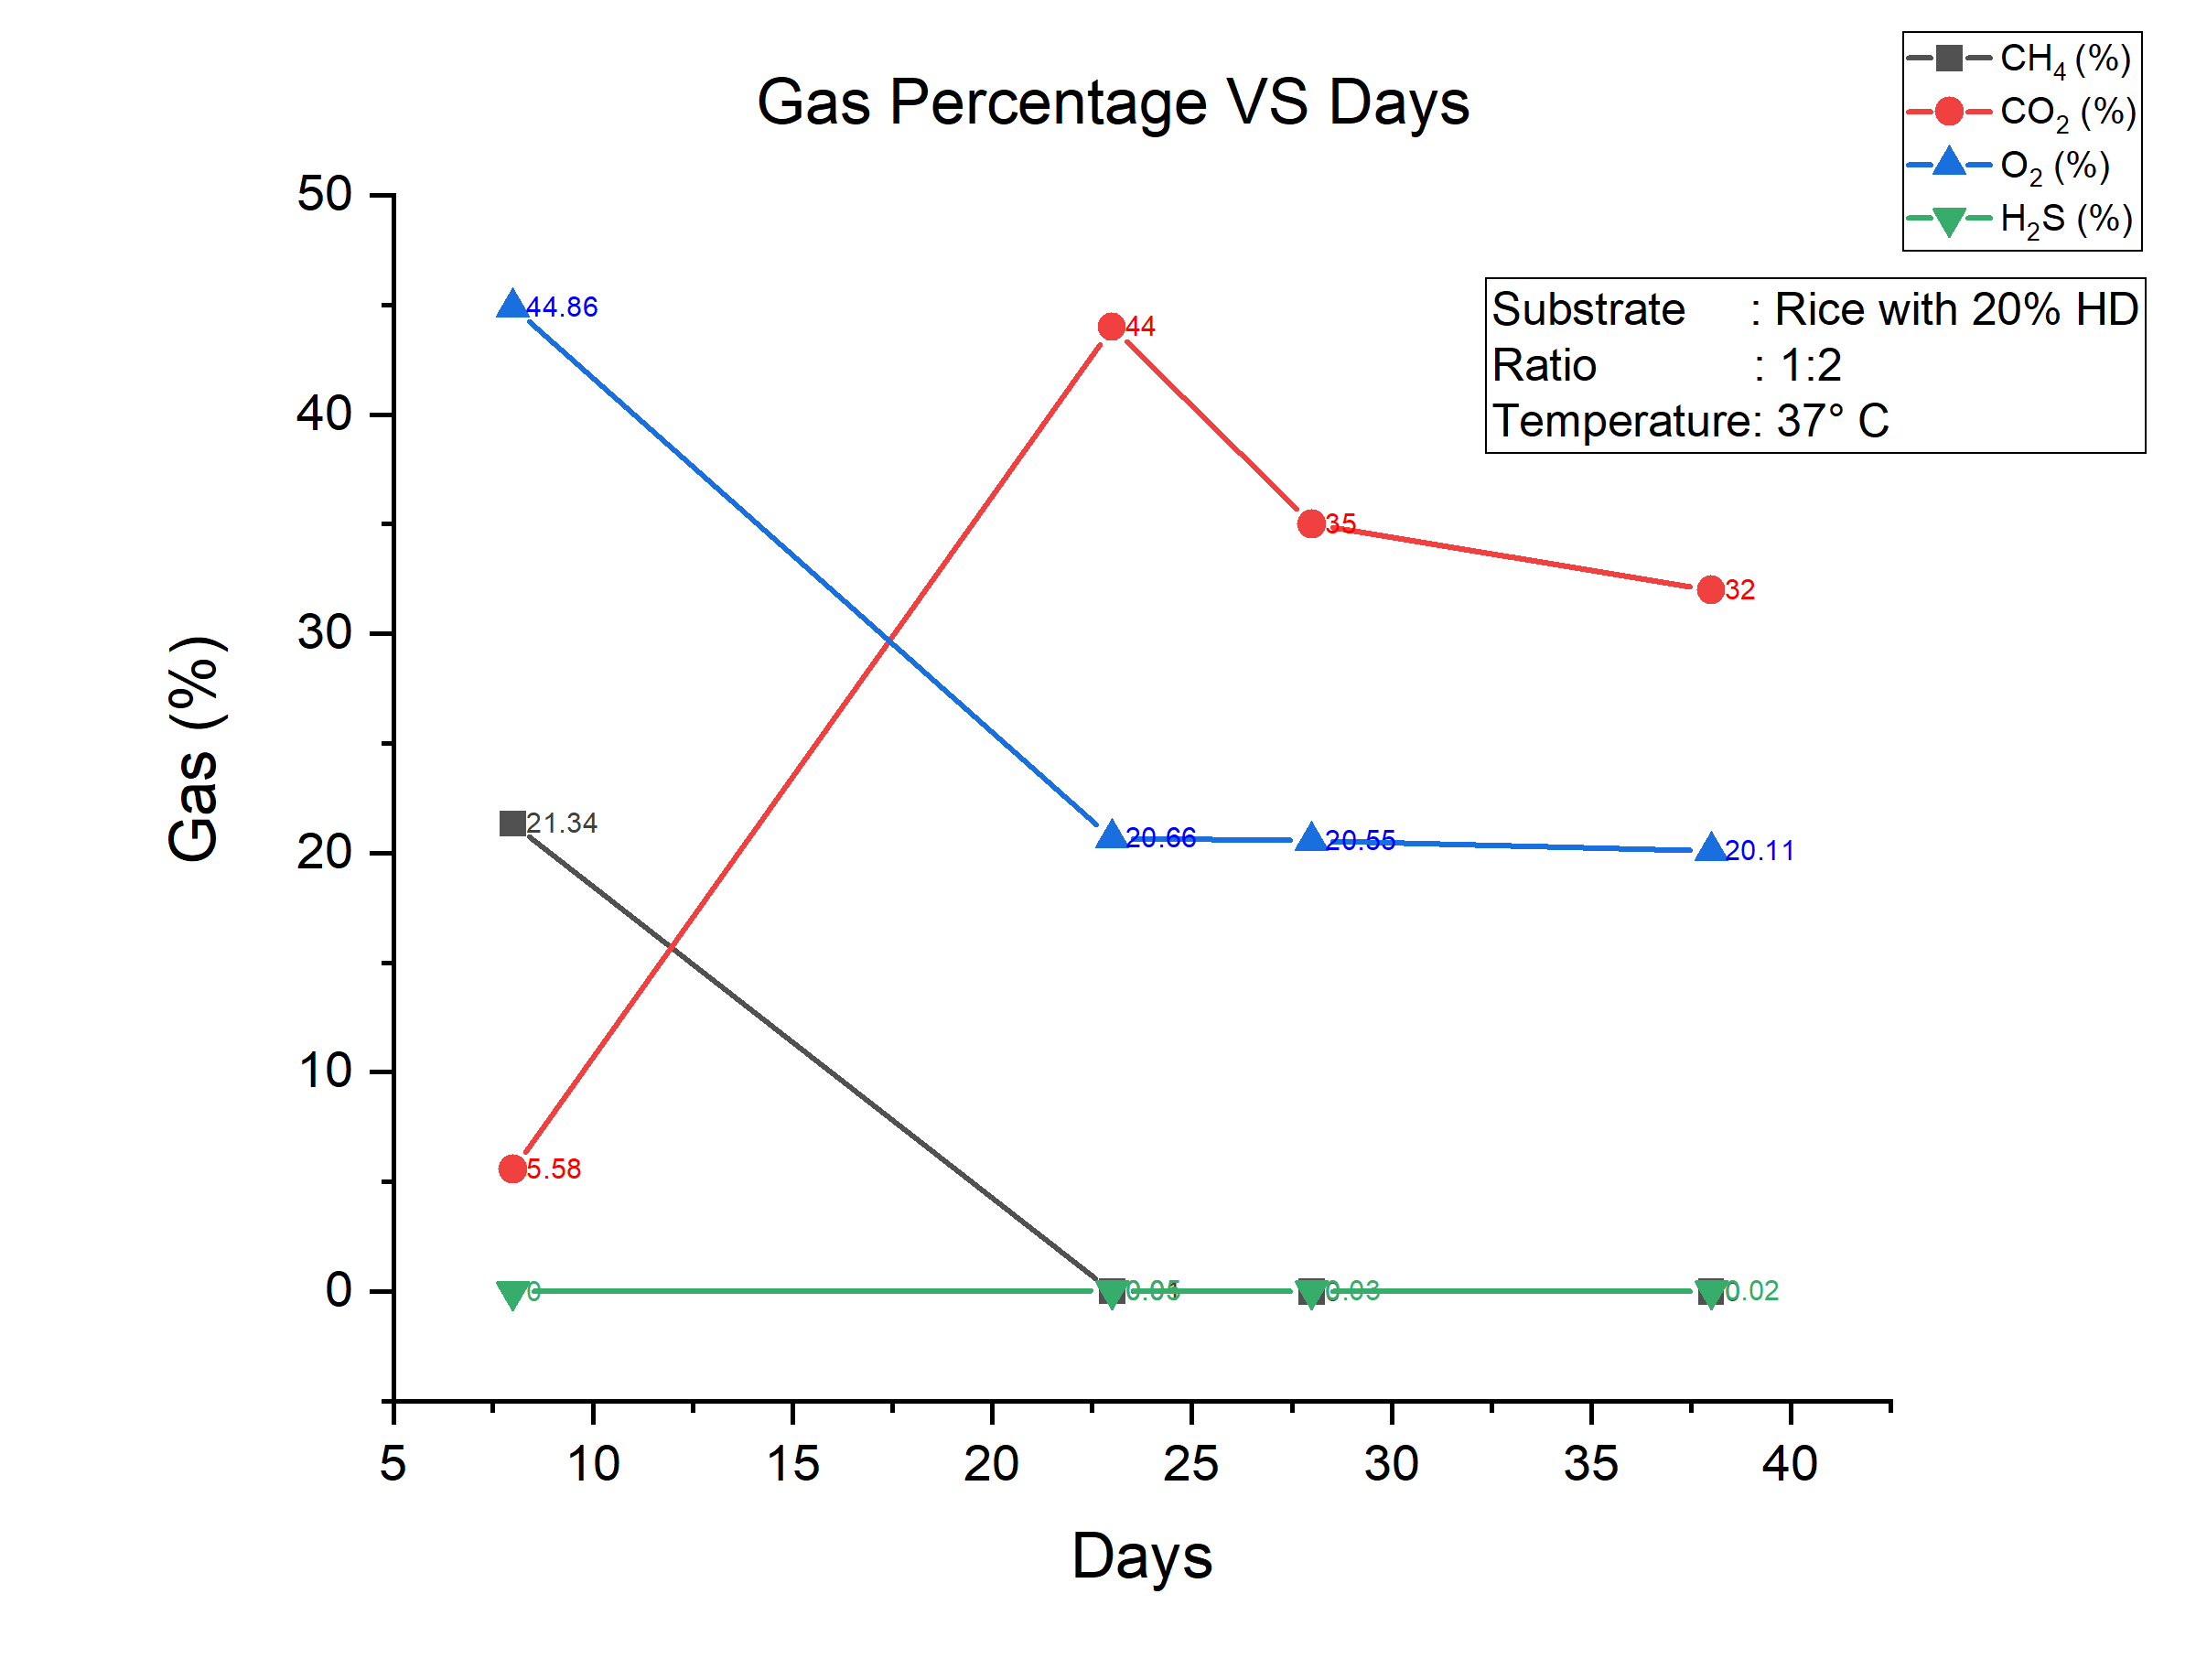 Gas Percentage VS Days
CH₄ (%)
CO₂ (%)
O₂ (%)
H₂S (%)
Substrate : Rice with 20% HD
Ratio : 1:2
Temperature: 37° C
Gas (%)
50
40
30
20
10
0
44.86
44
35
32
21.34
20.66
20.55
20.11
5.58
0
0.03
0.02
5 10 15 20 25 30 35 40
Days